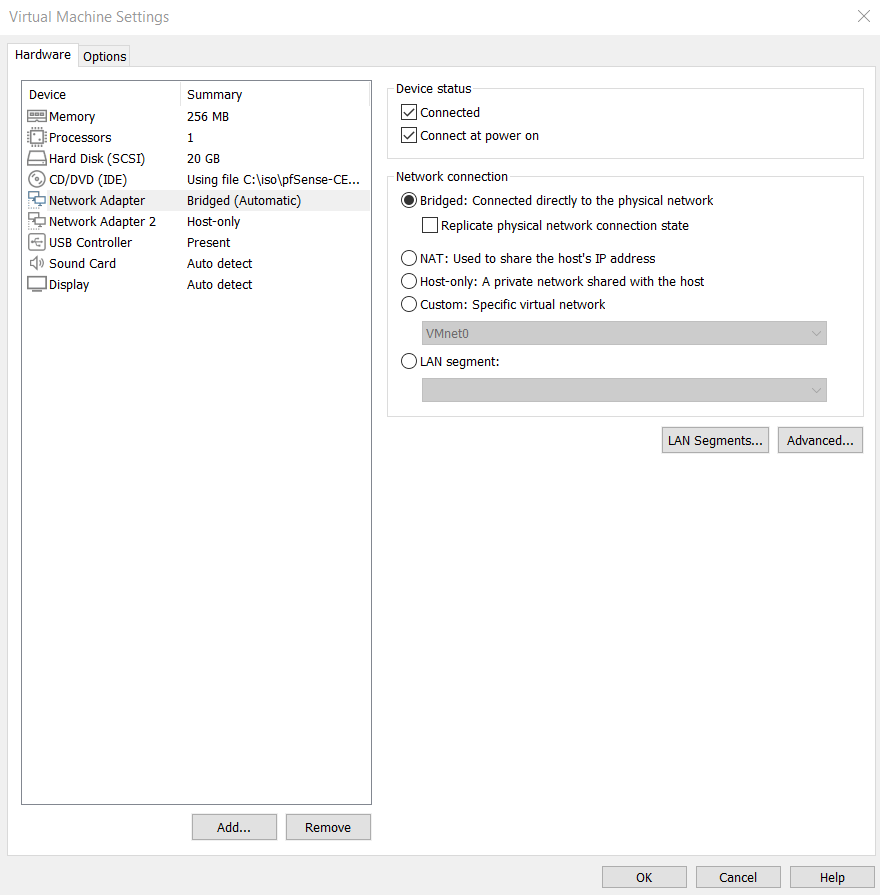 Virtual Machine Settings
Hardware
Options
Device Summary
Memory 256 MB
Processors 1
Hard Disk (SCSI) 20 GB
CD/DVD (IDE) Using file C:\iso\pfSense-CE...
Network Adapter Bridged (Automatic)
Network Adapter 2 Host-only
USB Controller Present
Sound Card Auto detect
Display Auto detect
Add...
Remove
Device status
Connected
Connect at power on
Network connection
Bridged: Connected directly to the physical network
Replicate physical network connection state
NAT: Used to share the host's IP address
Host-only: A private network shared with the host
Custom: Specific virtual network
VMnet0
LAN segment:
LAN Segments...
Advanced...
OK
Cancel
Help